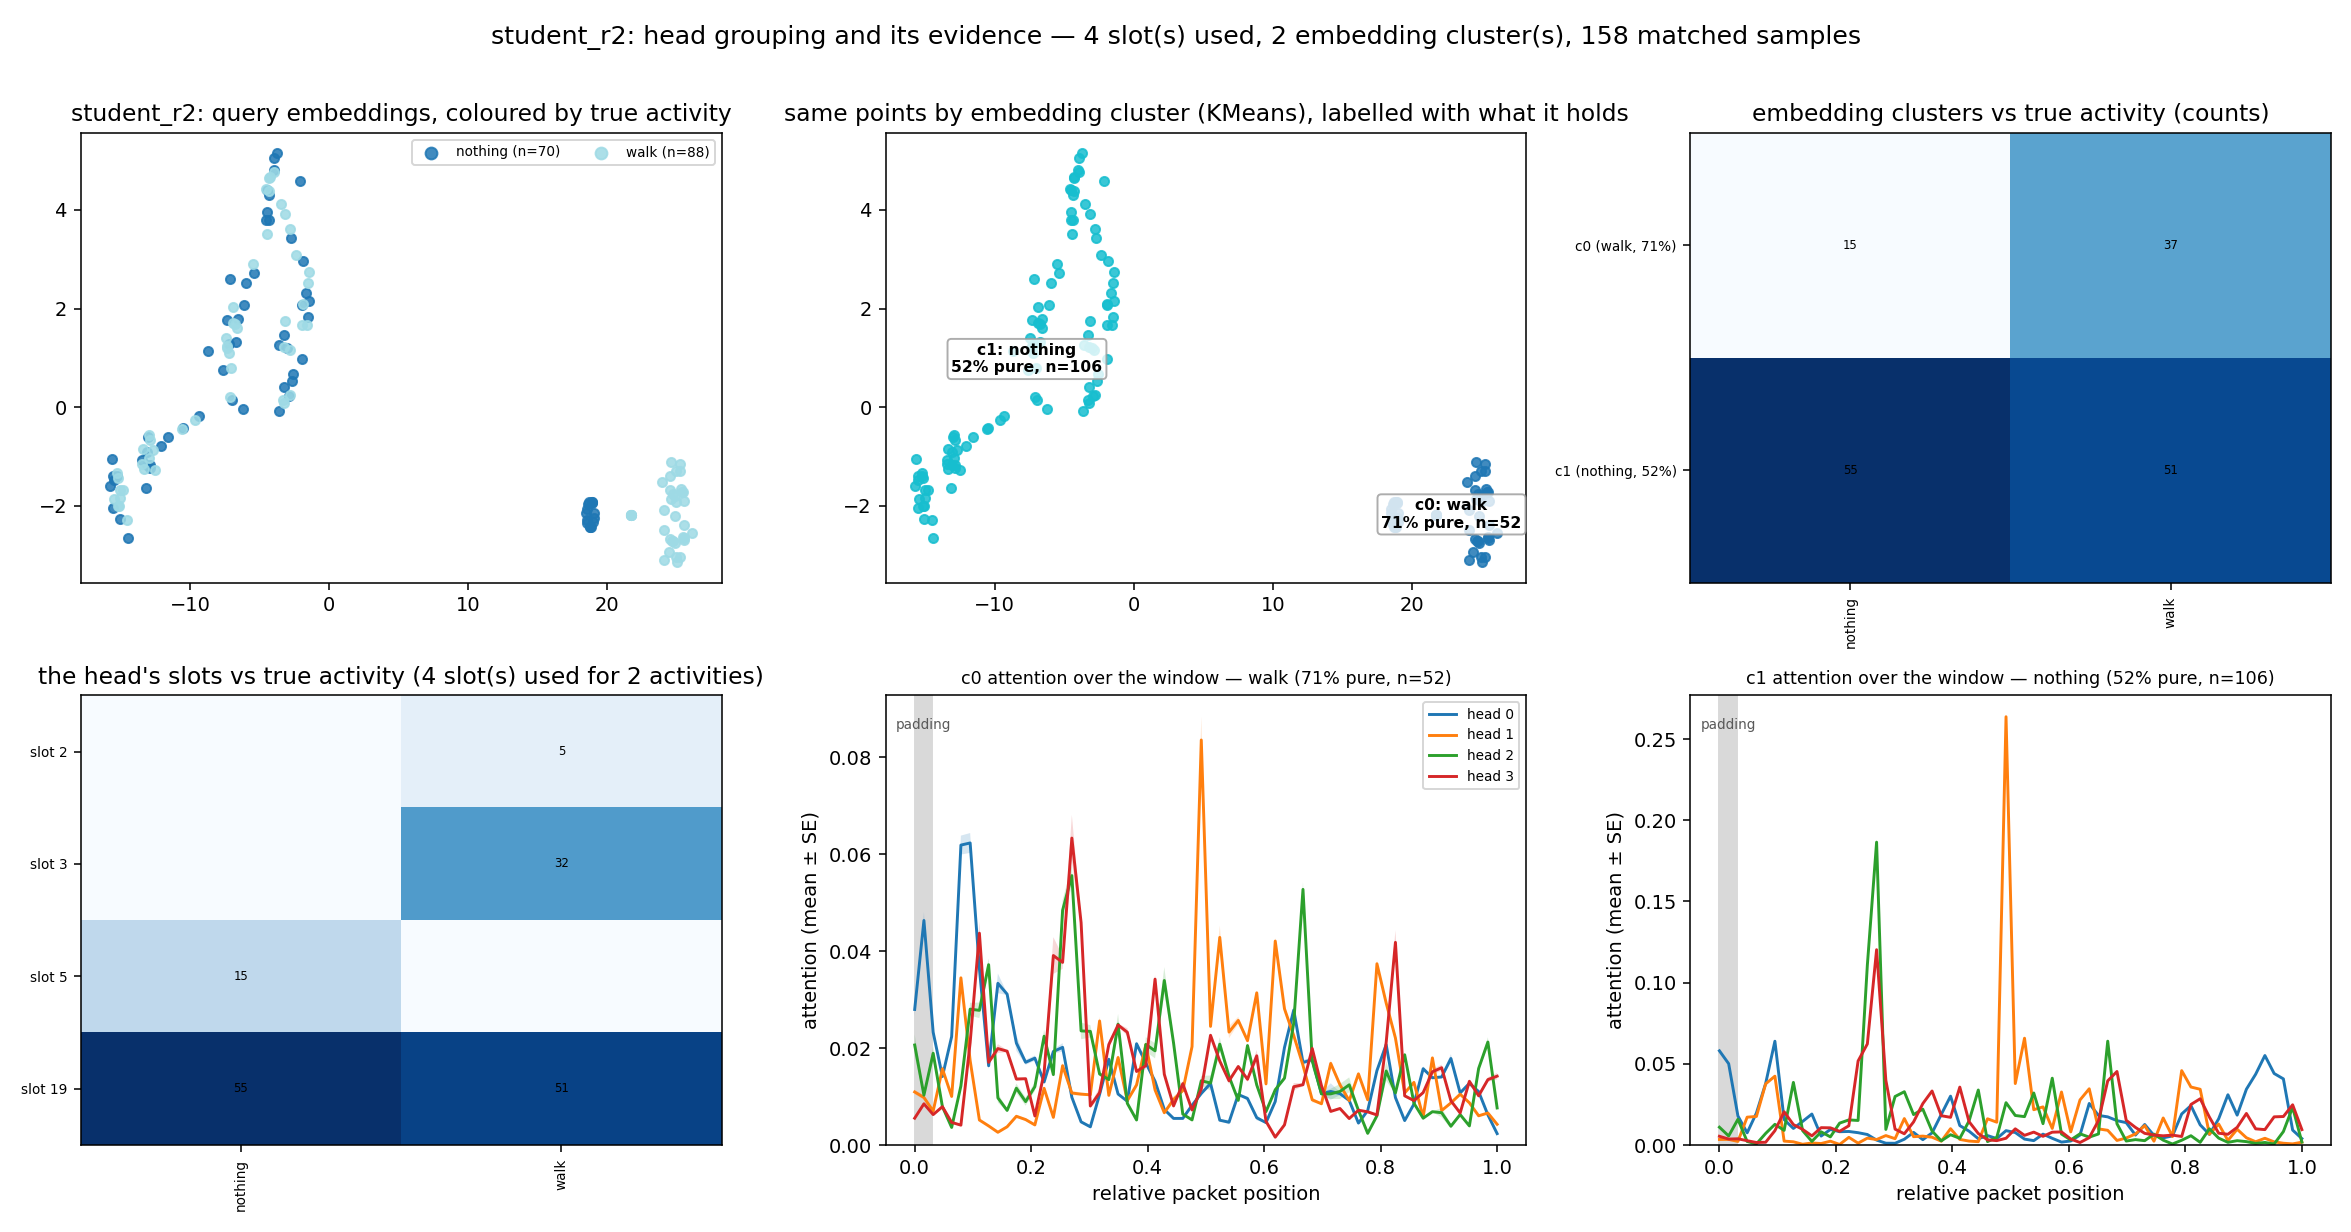 student_r2: head grouping and its evidence — 4 slot(s) used, 2 embedding cluster(s), 158 matched samples
student_r2: query embeddings, coloured by true activity
nothing (n=70)
walk (n=88)
4
2
0
−2
−10
0
10
20
same points by embedding cluster (KMeans), labelled with what it holds
c1: nothing
52% pure, n=106
c0: walk
71% pure, n=52
4
2
0
−2
−10
0
10
20
embedding clusters vs true activity (counts)
c0 (walk, 71%)
15
37
c1 (nothing, 52%)
55
51
nothing
walk
the head's slots vs true activity (4 slot(s) used for 2 activities)
slot 2
5
slot 3
32
slot 5
15
slot 19
55
51
nothing
walk
c0 attention over the window — walk (71% pure, n=52)
padding
head 0
head 1
head 2
head 3
attention (mean ± SE)
0.08
0.06
0.04
0.02
0.00
0.0
0.2
0.4
0.6
0.8
1.0
relative packet position
c1 attention over the window — nothing (52% pure, n=106)
padding
attention (mean ± SE)
0.25
0.20
0.15
0.10
0.05
0.00
0.0
0.2
0.4
0.6
0.8
1.0
relative packet position